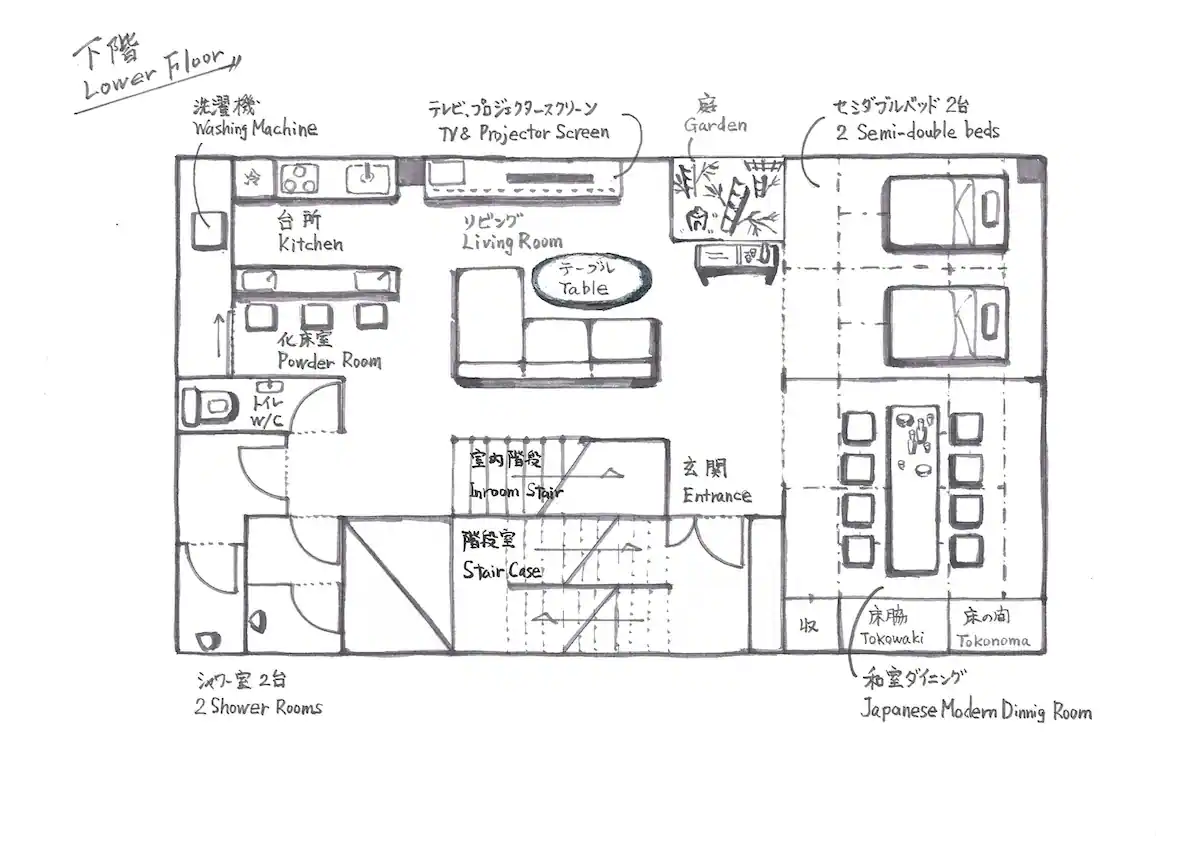 下階
Lower Floor
洗濯機
Washing Machine
テレビ、プロジェクタースクリーン
TV & Projector Screen
庭
Garden
セミダブルベッド 2台
2 Semi-double beds
冷
台所
Kitchen
リビング
Living Room
テーブル
Table
化床室
Powder Room
トイレ
W/C
室内階段
Inroom Stair
玄関
Entrance
階段室
Stair Case
収
床脇
Tokowaki
床の間
Tokonoma
シャワー室 2台
2 Shower Rooms
和室ダイニング
Japanese Modern Dinnig Room